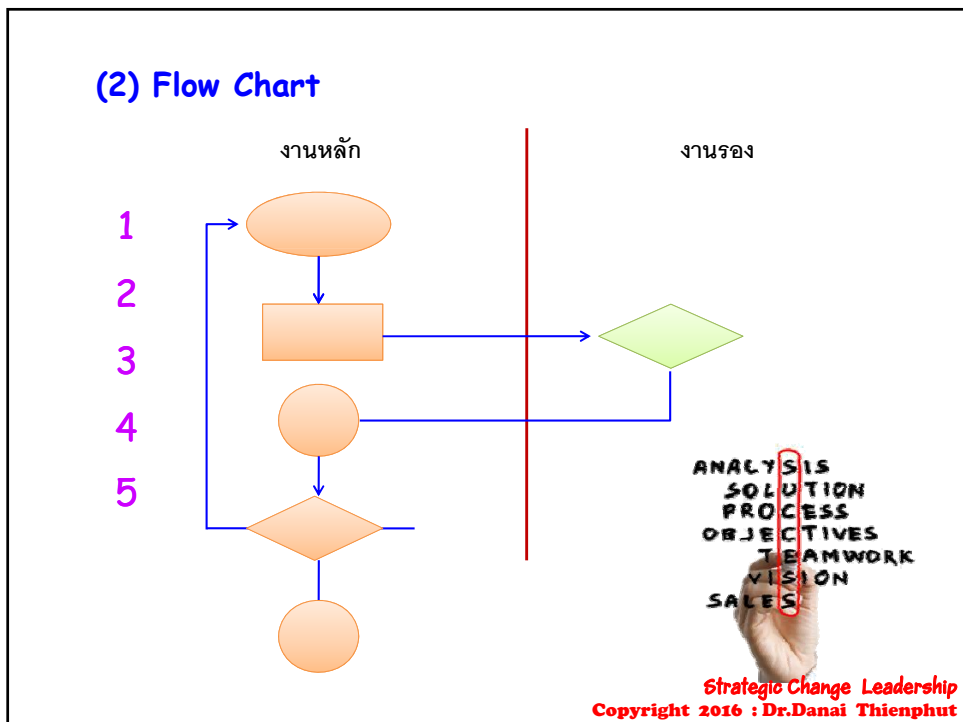 (2) Flow Chart
งานหลัก
งานรอง
1
2
3
4
5
ANALYSIS
SOLUTION
PROCESS
OBJECTIVES
TEAMWORK
VISION
SALES
Strategic Change Leadership
Copyright 2016 : Dr.Danai Thienphut